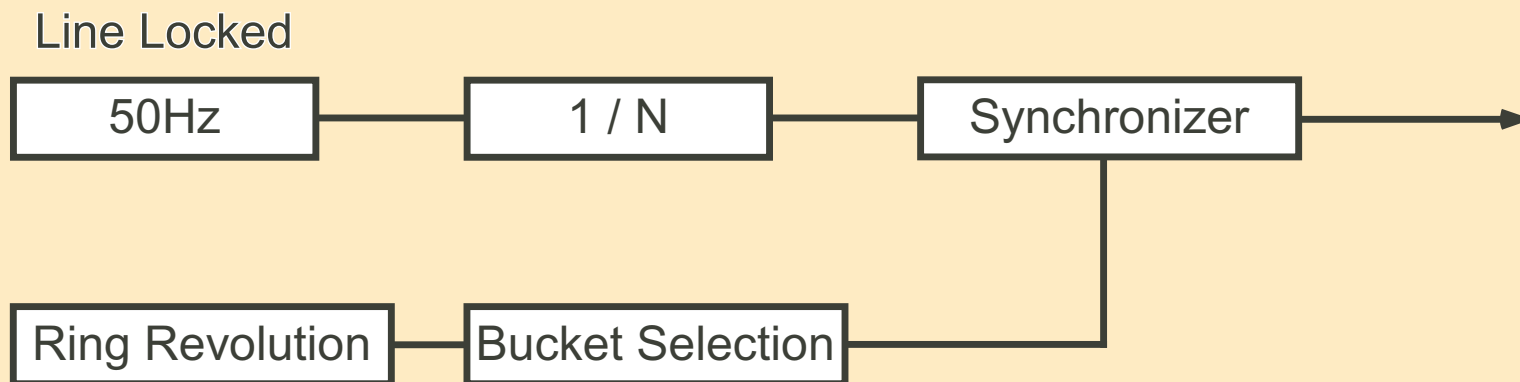 Line Locked
50Hz
1 / N
Synchronizer
Ring Revolution
Bucket Selection